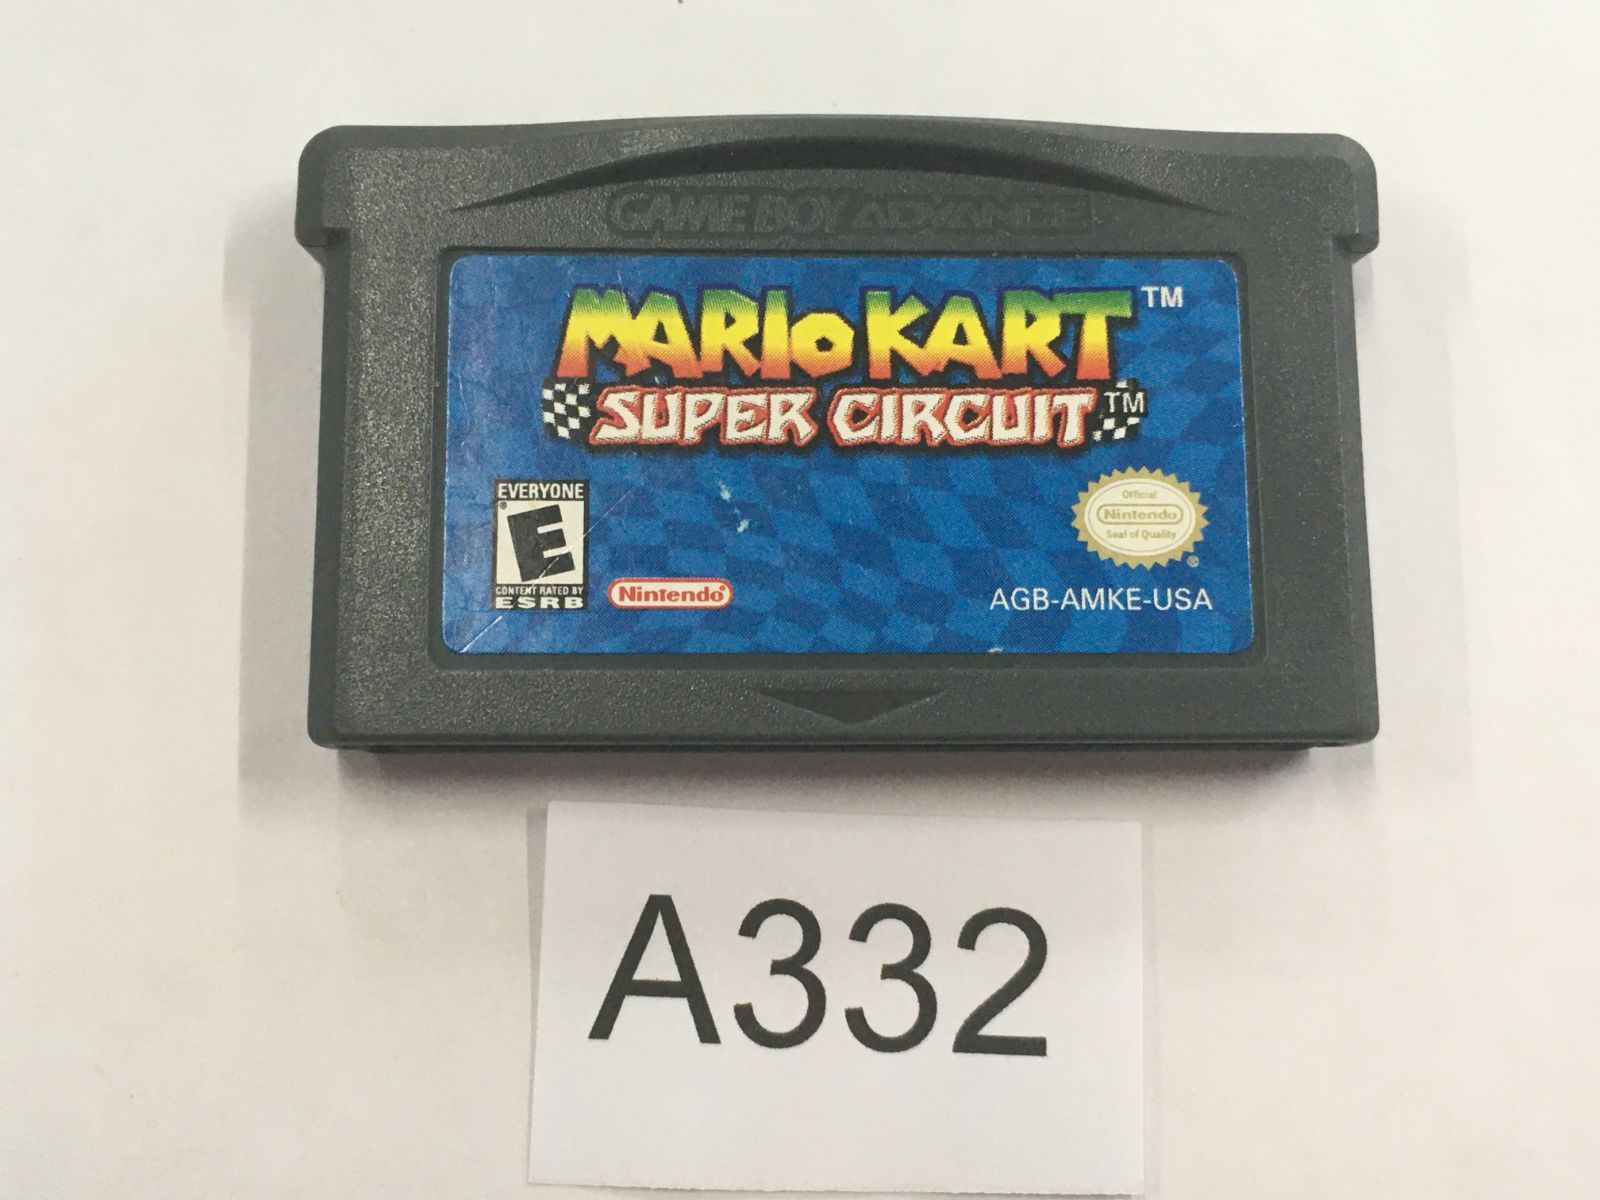 GAME BOY ADVANCE
MARIO KART™
SUPER CIRCUIT™
EVERYONE
E
CONTENT RATED BY
ESRB
Nintendo®
Official
Nintendo
Seal of Quality
®
AGB-AMKE-USA
A332